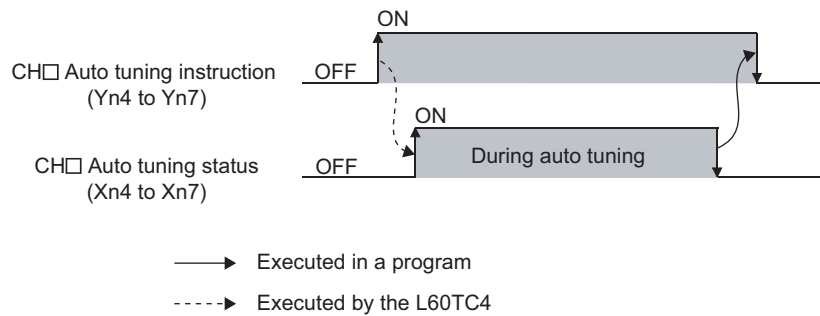 ON
CH□ Auto tuning instruction
(Yn4 to Yn7)
OFF
ON
CH□ Auto tuning status
(Xn4 to Xn7)
OFF
During auto tuning
Executed in a program
Executed by the L60TC4